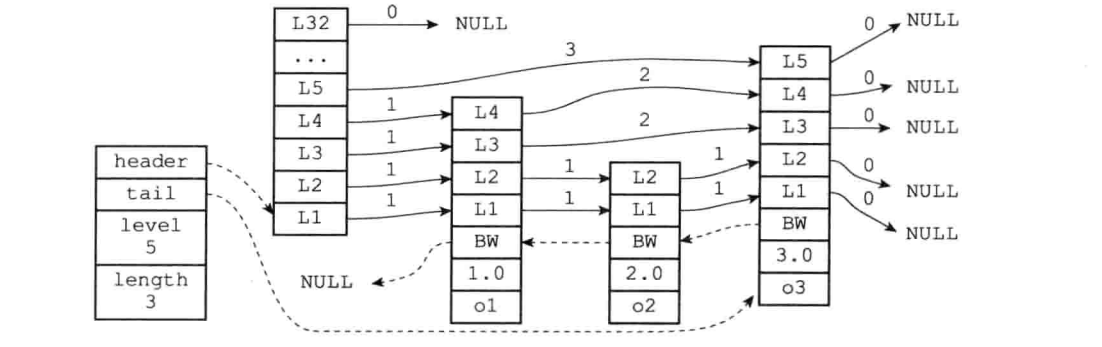 header
tail
level
5
length
3
L32
...
L5
L4
L3
L2
L1
0
NULL
3
1
1
1
1
L4
L3
L2
L1
BW
1.0
o1
NULL
2
2
1
1
L2
L1
BW
2.0
o2
1
1
L5
L4
L3
L2
L1
BW
3.0
o3
0
NULL
0
NULL
0
NULL
0
NULL
0
NULL